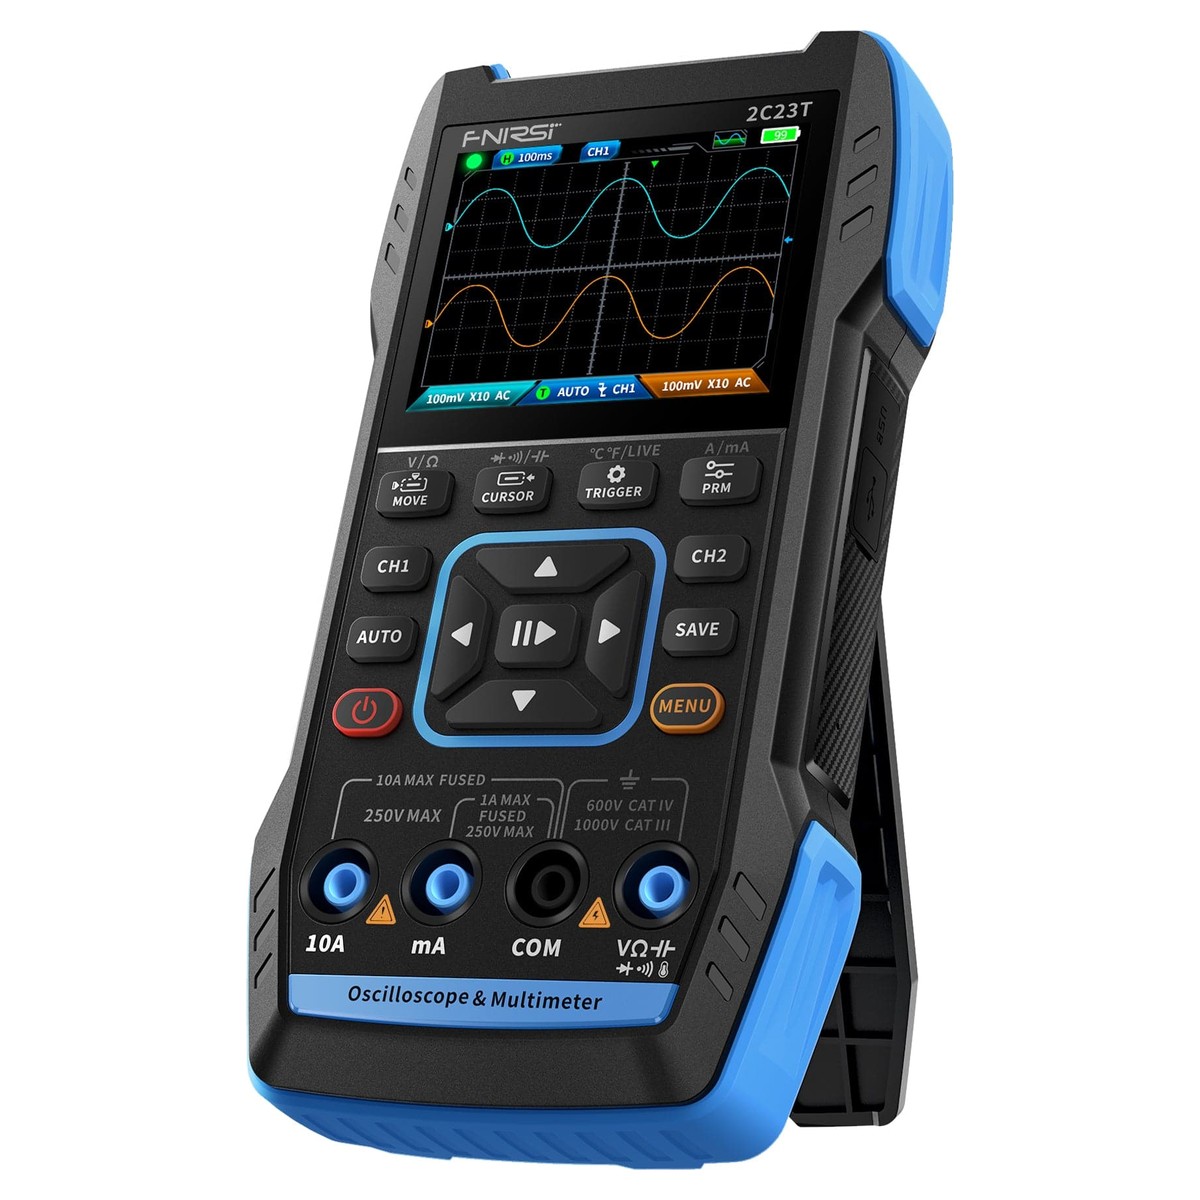 2C23T
FNIRSI
H 100ms CH1 99
100mV X10 AC T AUTO CH1 100mV X10 AC
V/Ω °C °F/LIVE A/mA
MOVE CURSOR TRIGGER PRM
CH1 CH2
AUTO SAVE
MENU
USB
10A MAX FUSED
250V MAX
1A MAX
FUSED
250V MAX
600V CAT IV
1000V CAT III
10A mA COM VΩ
Oscilloscope & Multimeter